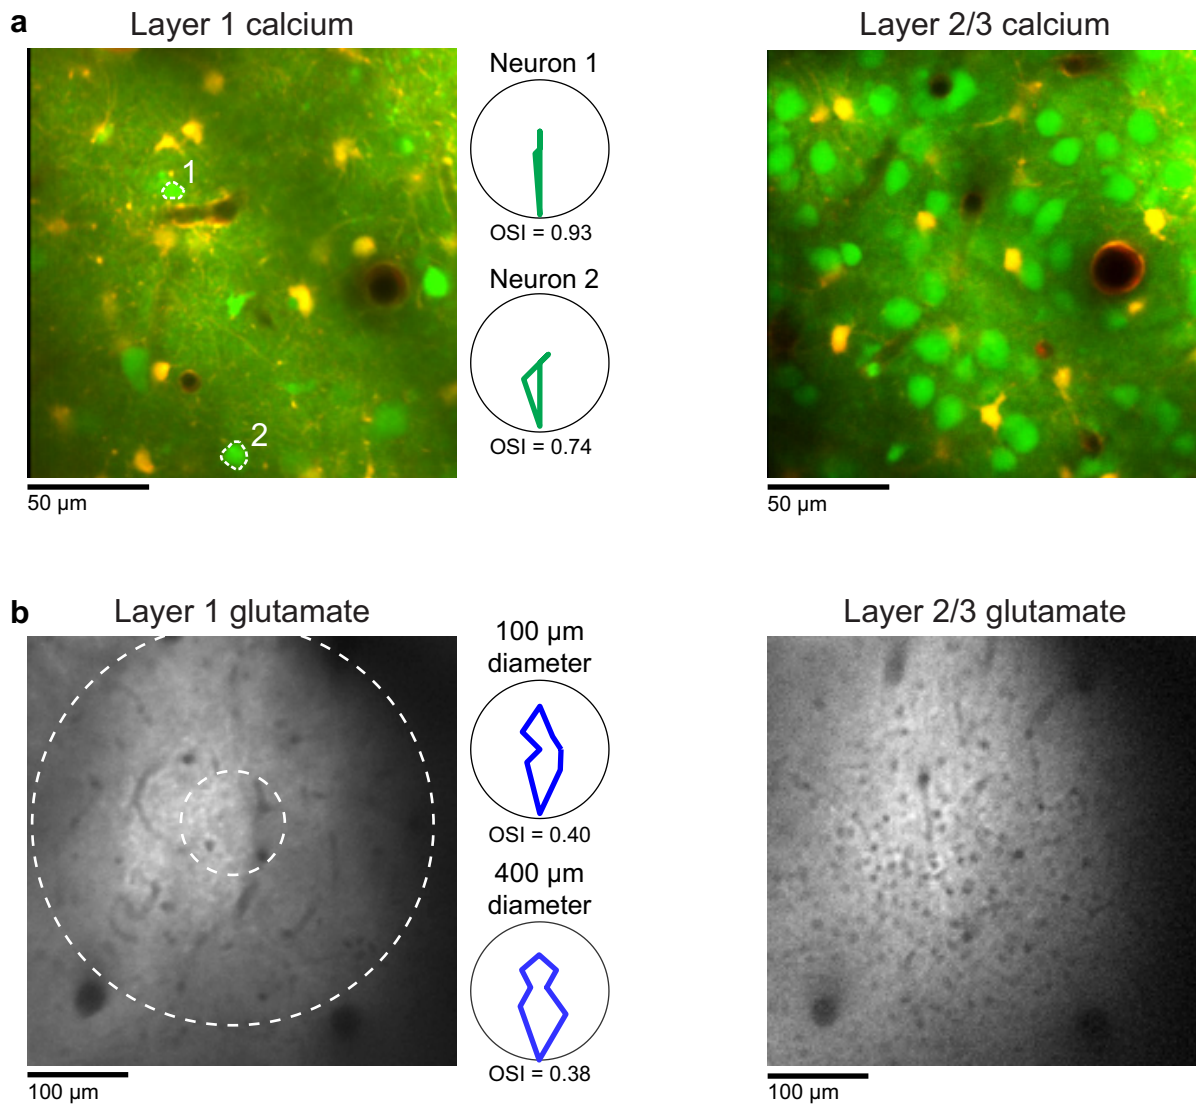 a
Layer 1 calcium
Layer 2/3 calcium
Neuron 1
OSI = 0.93
Neuron 2
OSI = 0.74
1
2
50 µm
50 µm
b
Layer 1 glutamate
Layer 2/3 glutamate
100 µm
diameter
OSI = 0.40
400 µm
diameter
OSI = 0.38
100 µm
100 µm